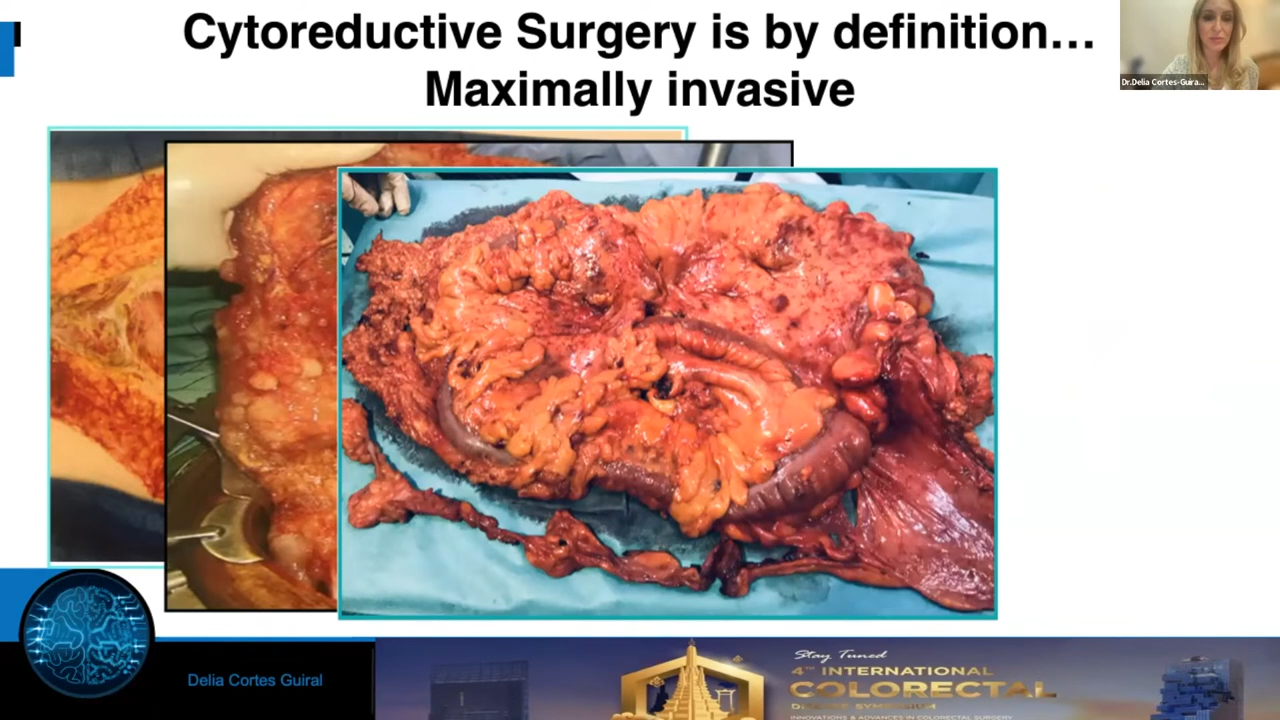 Cytoreductive Surgery is by definition...
Maximally invasive
Dr.Delia Cortes-Guira...
Delia Cortes Guiral
Stay Tuned
4TH INTERNATIONAL
COLORECTAL
DISEASE SYMPOSIUM
INNOVATIONS & ADVANCES IN COLORECTAL SURGERY